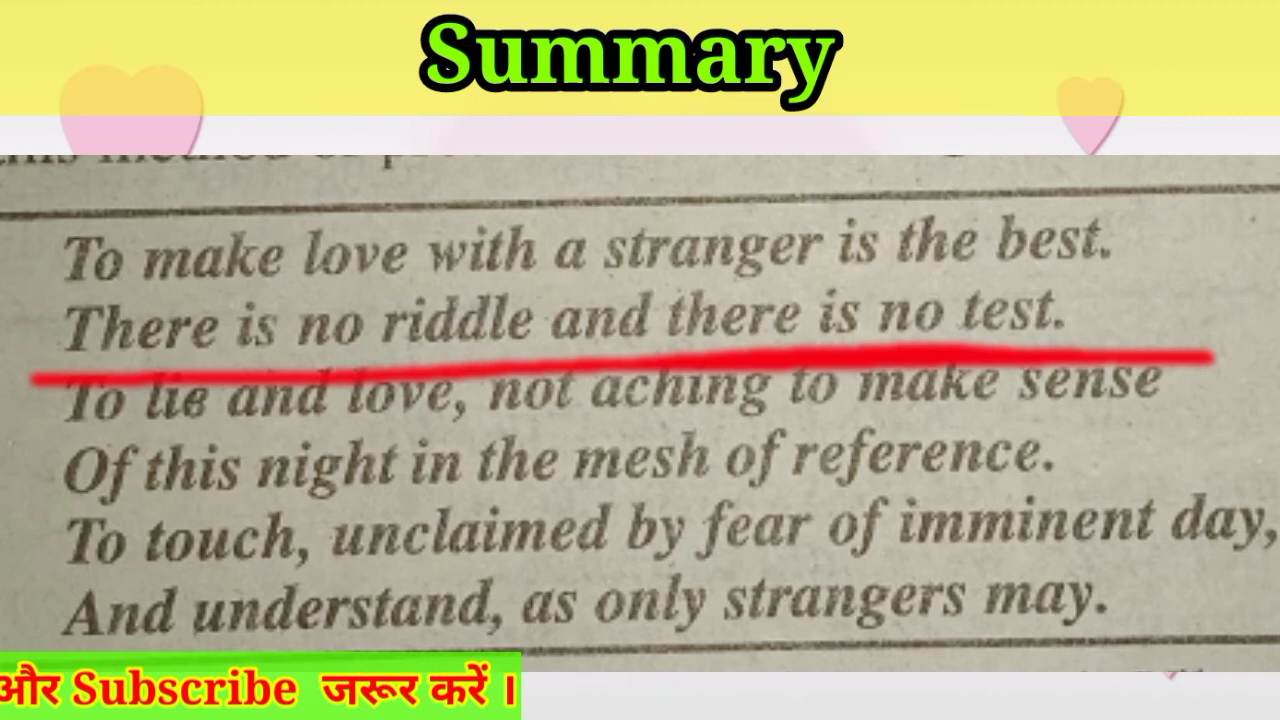 Summary
To make love with a stranger is the best.
There is no riddle and there is no test.
To lie and love, not aching to make sense
Of this night in the mesh of reference.
To touch, unclaimed by fear of imminent day,
And understand, as only strangers may.
और Subscribe जरूर करें ।